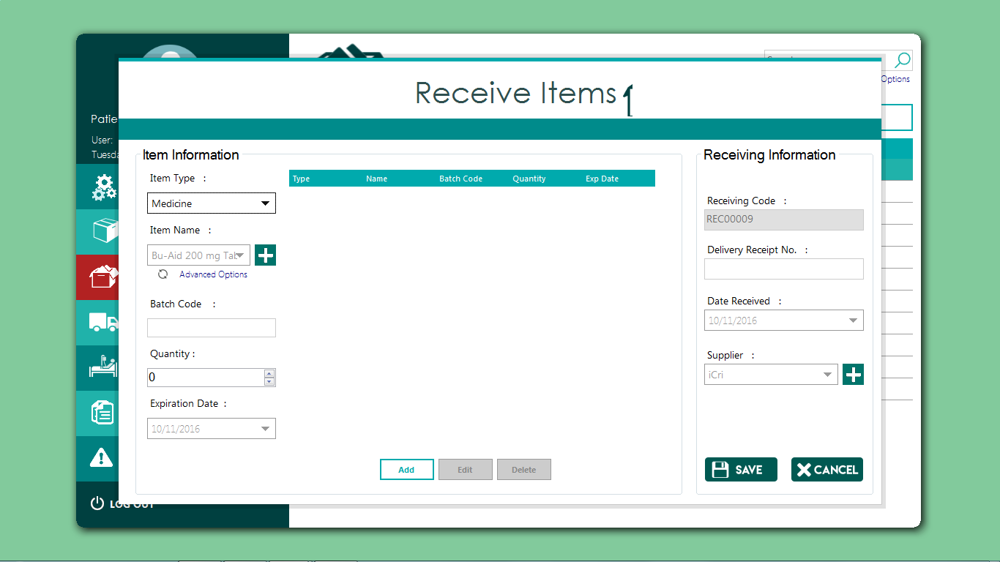 Options
Receive Items
Patie
User:
Tuesda
Item Information
Item Type :
Medicine
Item Name :
Bu-Aid 200 mg Tab
Advanced Options
Batch Code :
Quantity :
0
Expiration Date :
10/11/2016
Type Name Batch Code Quantity Exp Date
Add Edit Delete
Receiving Information
Receiving Code :
REC00009
Delivery Receipt No. :
Date Received :
10/11/2016
Supplier :
iCri
SAVE CANCEL
LOG OUT